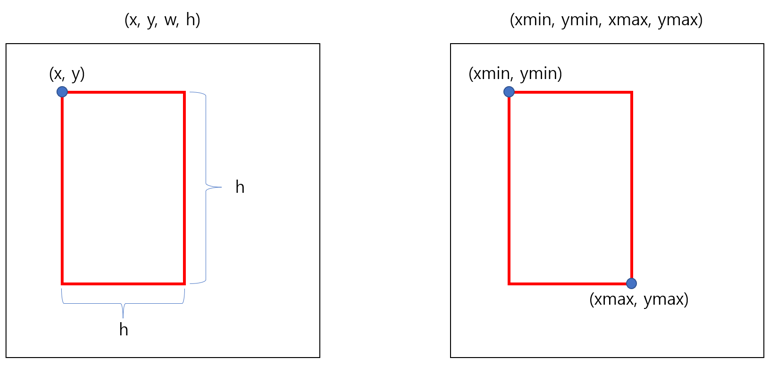 (x, y, w, h)
(x, y)
h
h
(xmin, ymin, xmax, ymax)
(xmin, ymin)
(xmax, ymax)